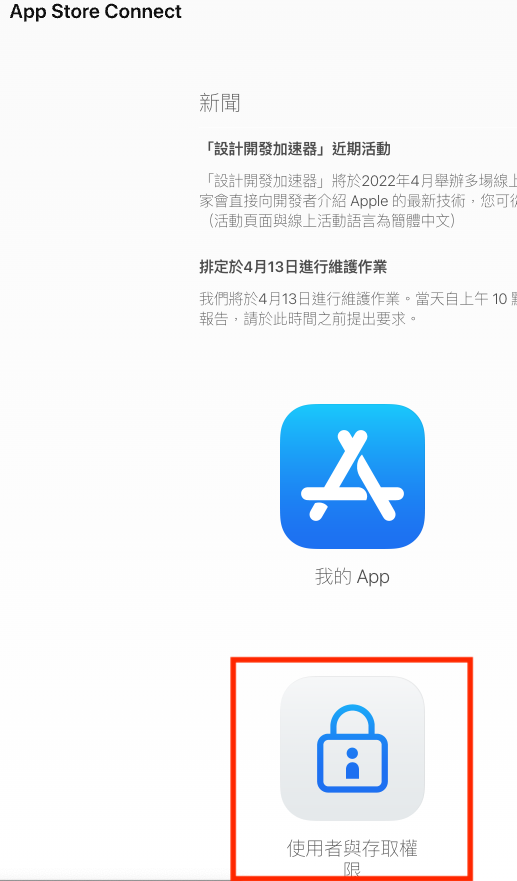 App Store Connect
新聞
「設計開發加速器」近期活動
「設計開發加速器」將於2022年4月舉辦多場線上
家會直接向開發者介紹 Apple 的最新技術，您可從
（活動頁面與線上活動語言為簡體中文）
排定於4月13日進行維護作業
我們將於4月13日進行維護作業。當天自上午 10 點
報告，請於此時間之前提出要求。
我的 App
使用者與存取權
限